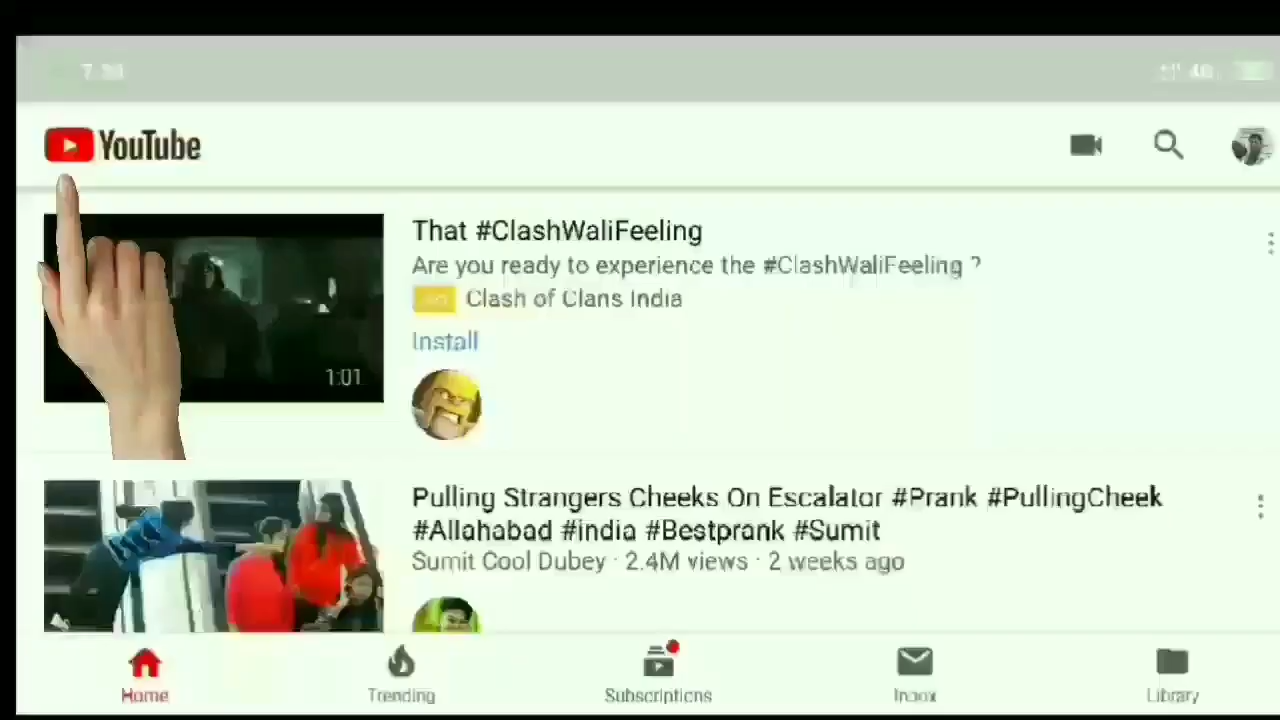 YouTube
That #ClashWaliFeeling
Are you ready to experience the #ClashWaliFeeling ?
Clash of Clans India
Install
1:01
Pulling Strangers Cheeks On Escalator #Prank #PullingCheek
#Allahabad #india #Bestprank #Sumit
Sumit Cool Dubey · 2.4M views · 2 weeks ago
Home
Trending
Subscriptions
Inbox
Library